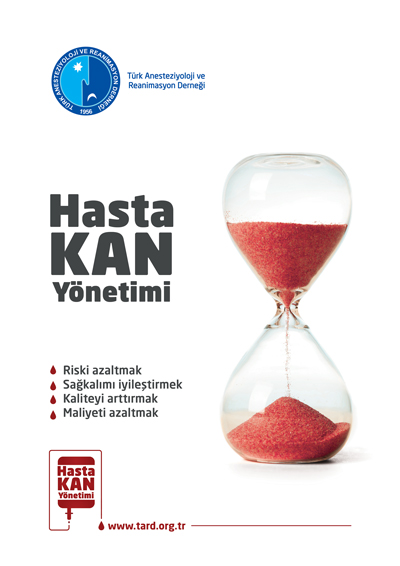 TÜRK ANESTEZİYOLOJİ VE REANİMASYON DERNEĞİ
1956
Türk Anesteziyoloji ve
Reanimasyon Derneği
Hasta
KAN
Yönetimi
Riski azaltmak
Sağkalımı iyileştirmek
Kaliteyi arttırmak
Maliyeti azaltmak
Hasta
KAN
Yönetimi
www.tard.org.tr